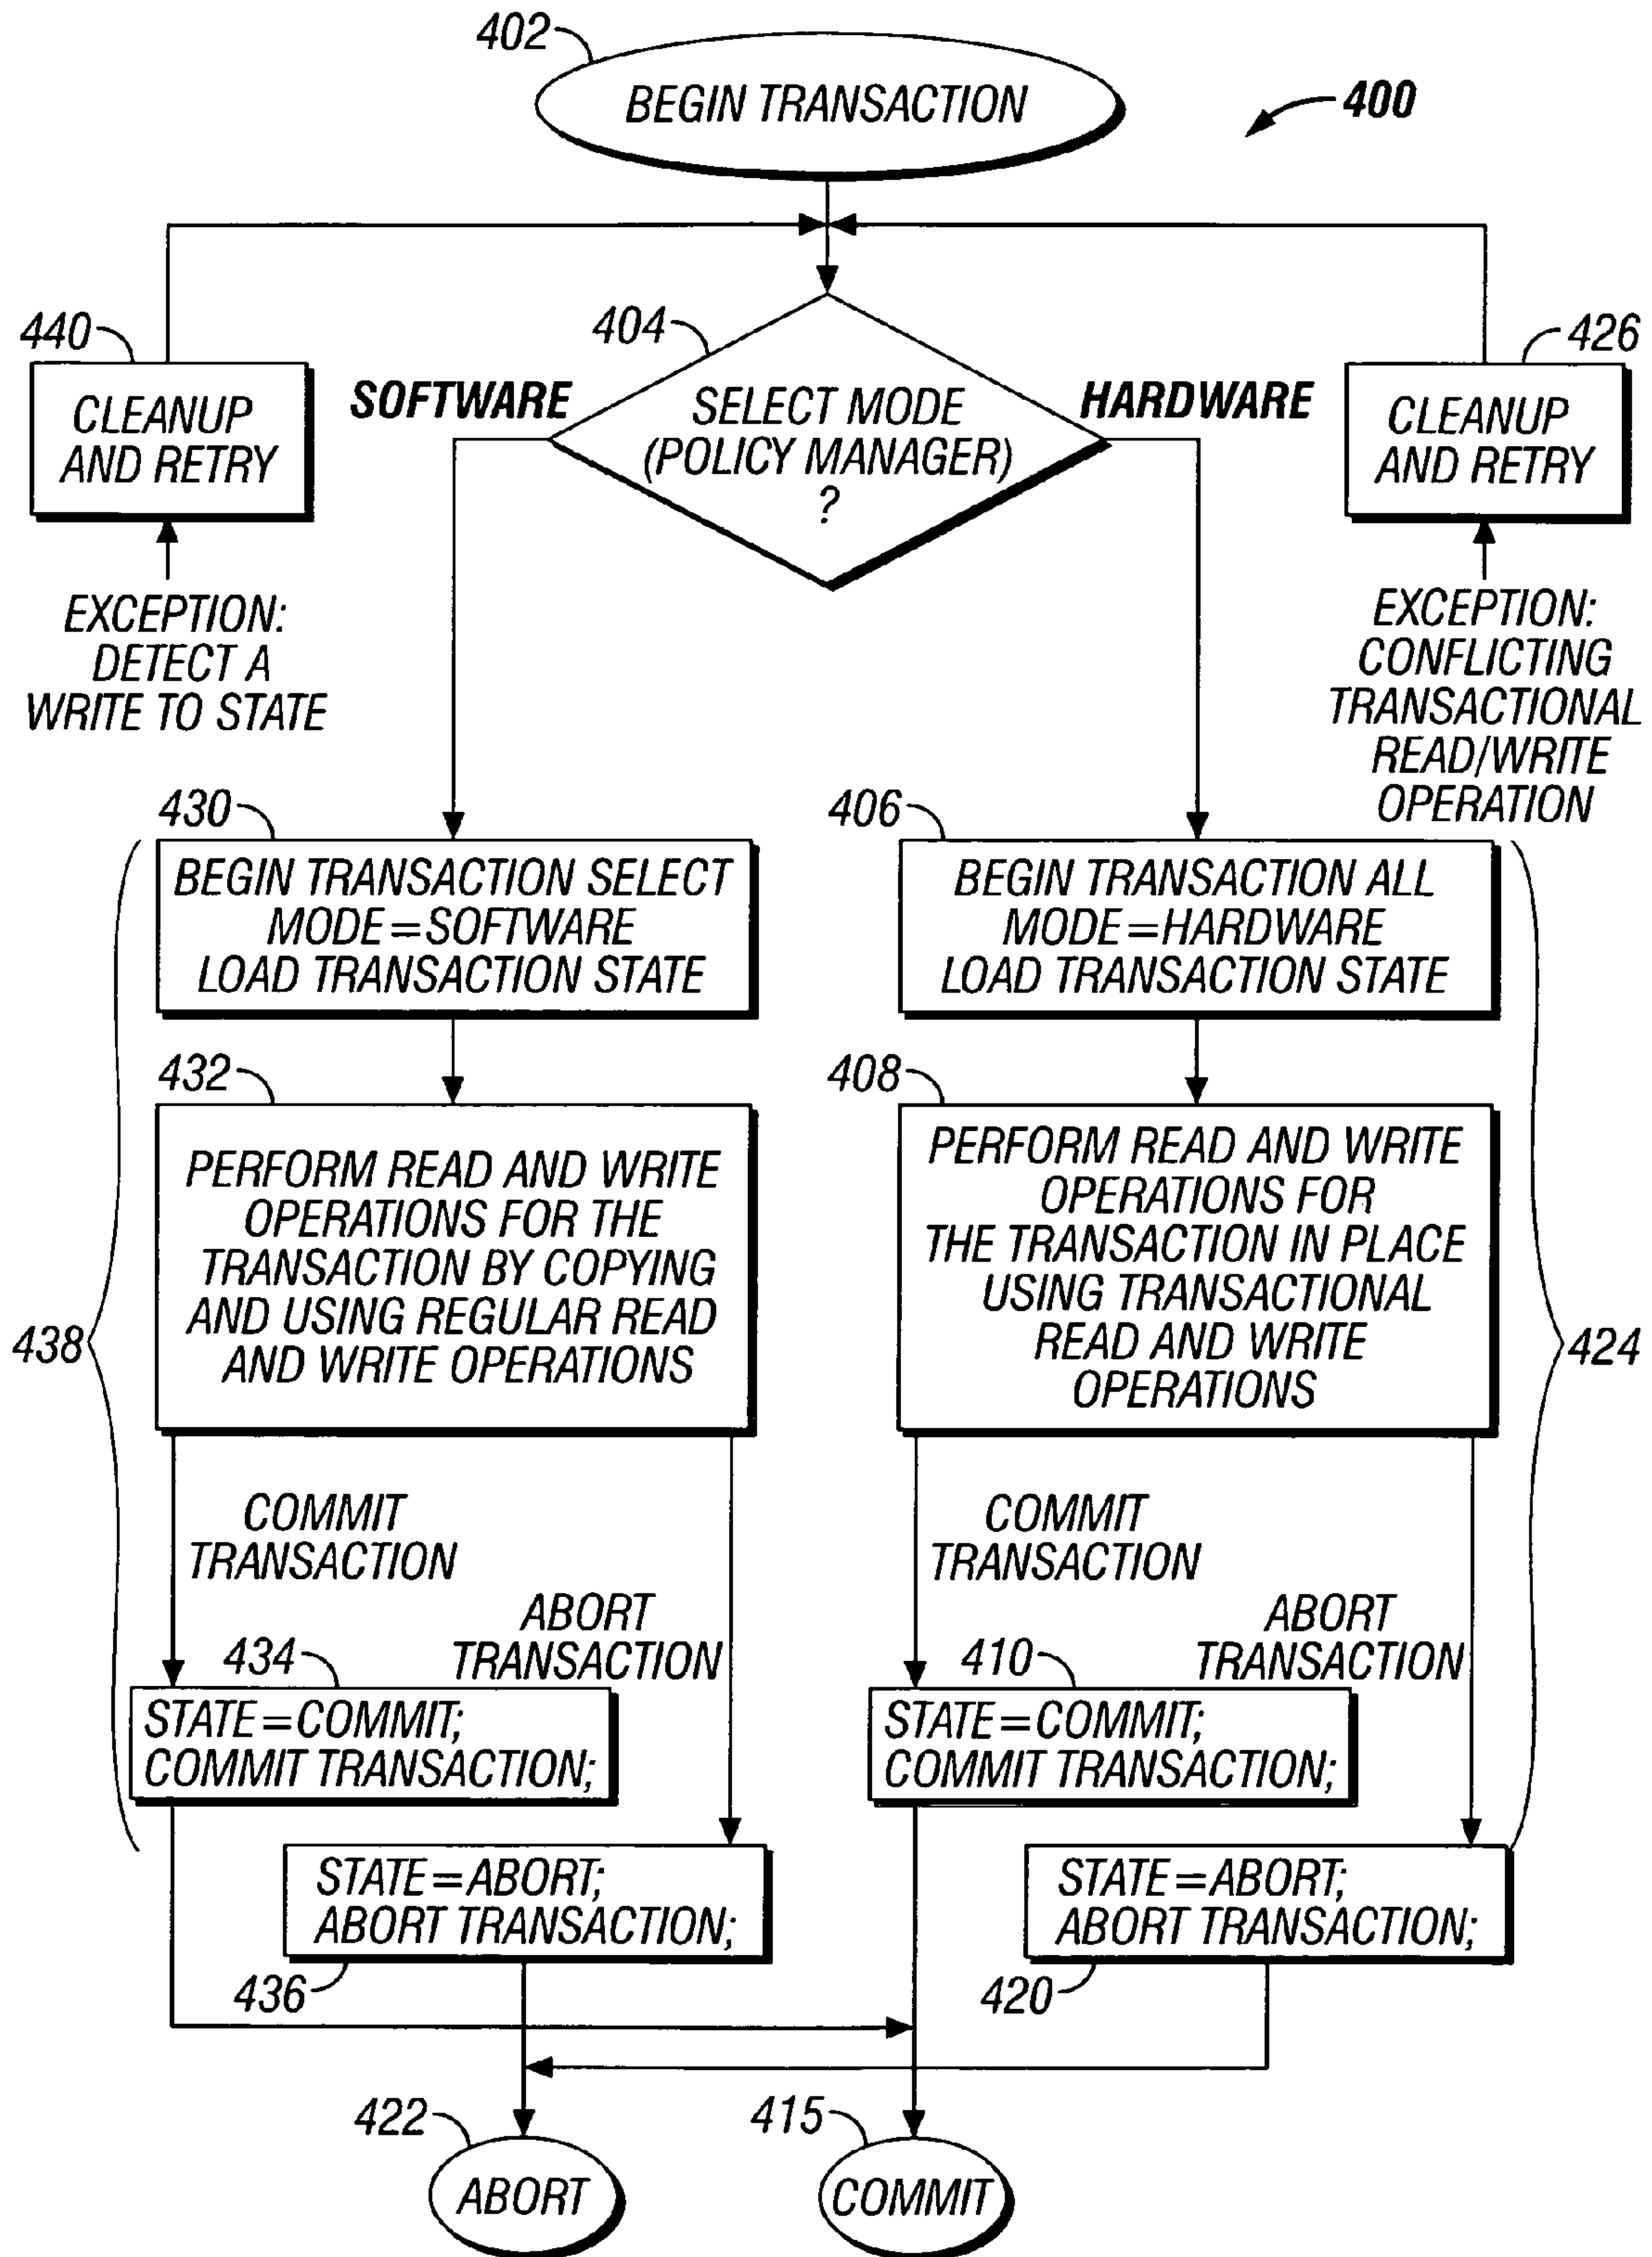 402
BEGIN TRANSACTION
400
440
CLEANUP
AND RETRY
EXCEPTION:
DETECT A
WRITE TO STATE
404
SOFTWARE
SELECT MODE
(POLICY MANAGER)
?
HARDWARE
426
CLEANUP
AND RETRY
EXCEPTION:
CONFLICTING
TRANSACTIONAL
READ/WRITE
OPERATION
430
BEGIN TRANSACTION SELECT
MODE=SOFTWARE
LOAD TRANSACTION STATE
406
BEGIN TRANSACTION ALL
MODE=HARDWARE
LOAD TRANSACTION STATE
432
PERFORM READ AND WRITE
OPERATIONS FOR THE
TRANSACTION BY COPYING
AND USING REGULAR READ
AND WRITE OPERATIONS
408
PERFORM READ AND WRITE
OPERATIONS FOR
THE TRANSACTION IN PLACE
USING TRANSACTIONAL
READ AND WRITE
OPERATIONS
438
424
COMMIT
TRANSACTION
ABORT
TRANSACTION
COMMIT
TRANSACTION
ABORT
TRANSACTION
434
STATE=COMMIT;
COMMIT TRANSACTION;
410
STATE=COMMIT;
COMMIT TRANSACTION;
STATE=ABORT;
ABORT TRANSACTION;
436
STATE=ABORT;
ABORT TRANSACTION;
420
422
ABORT
415
COMMIT